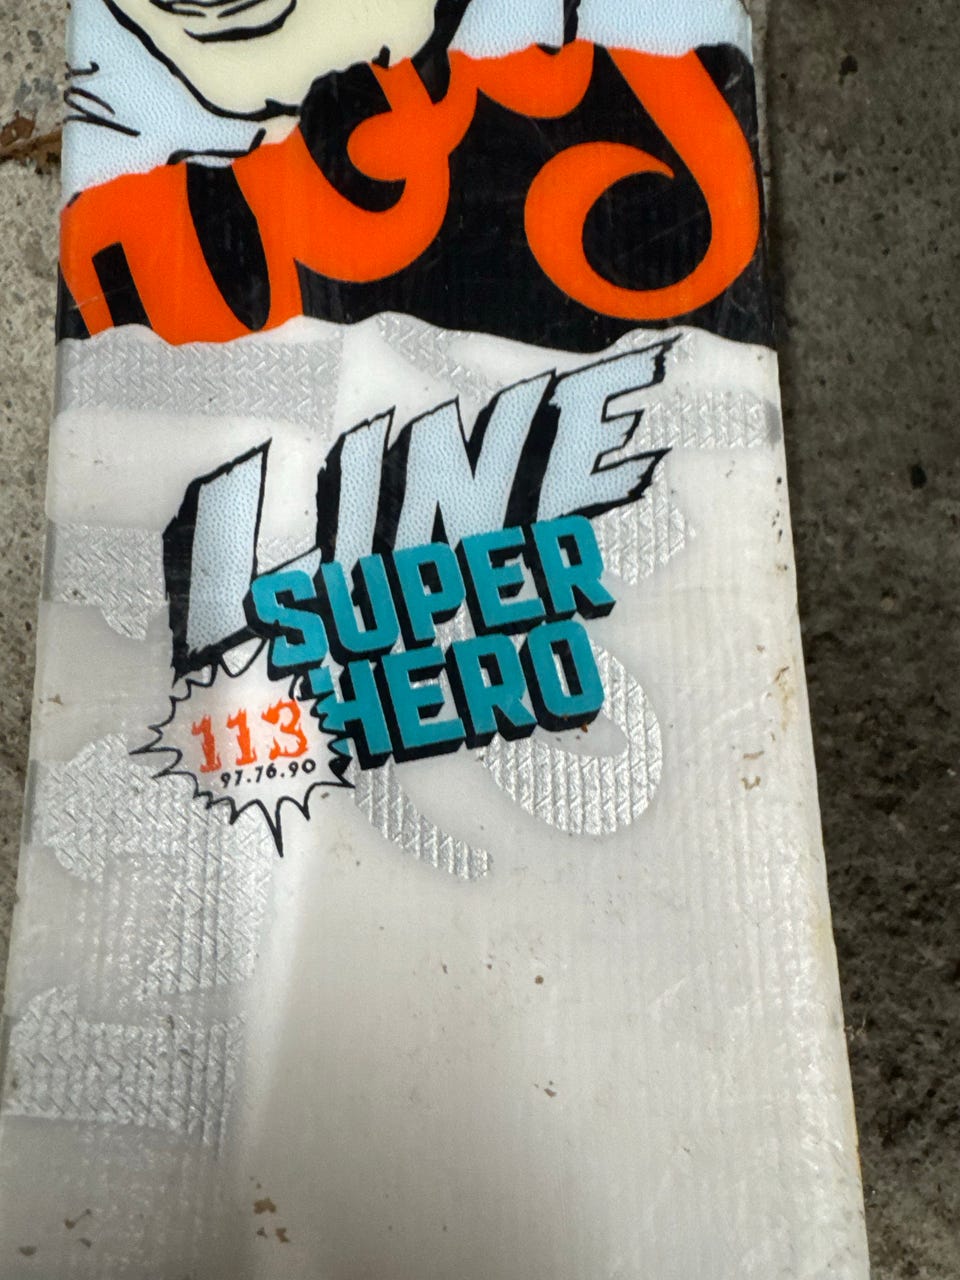 LINE
SUPER
HERO
113
97.76.90